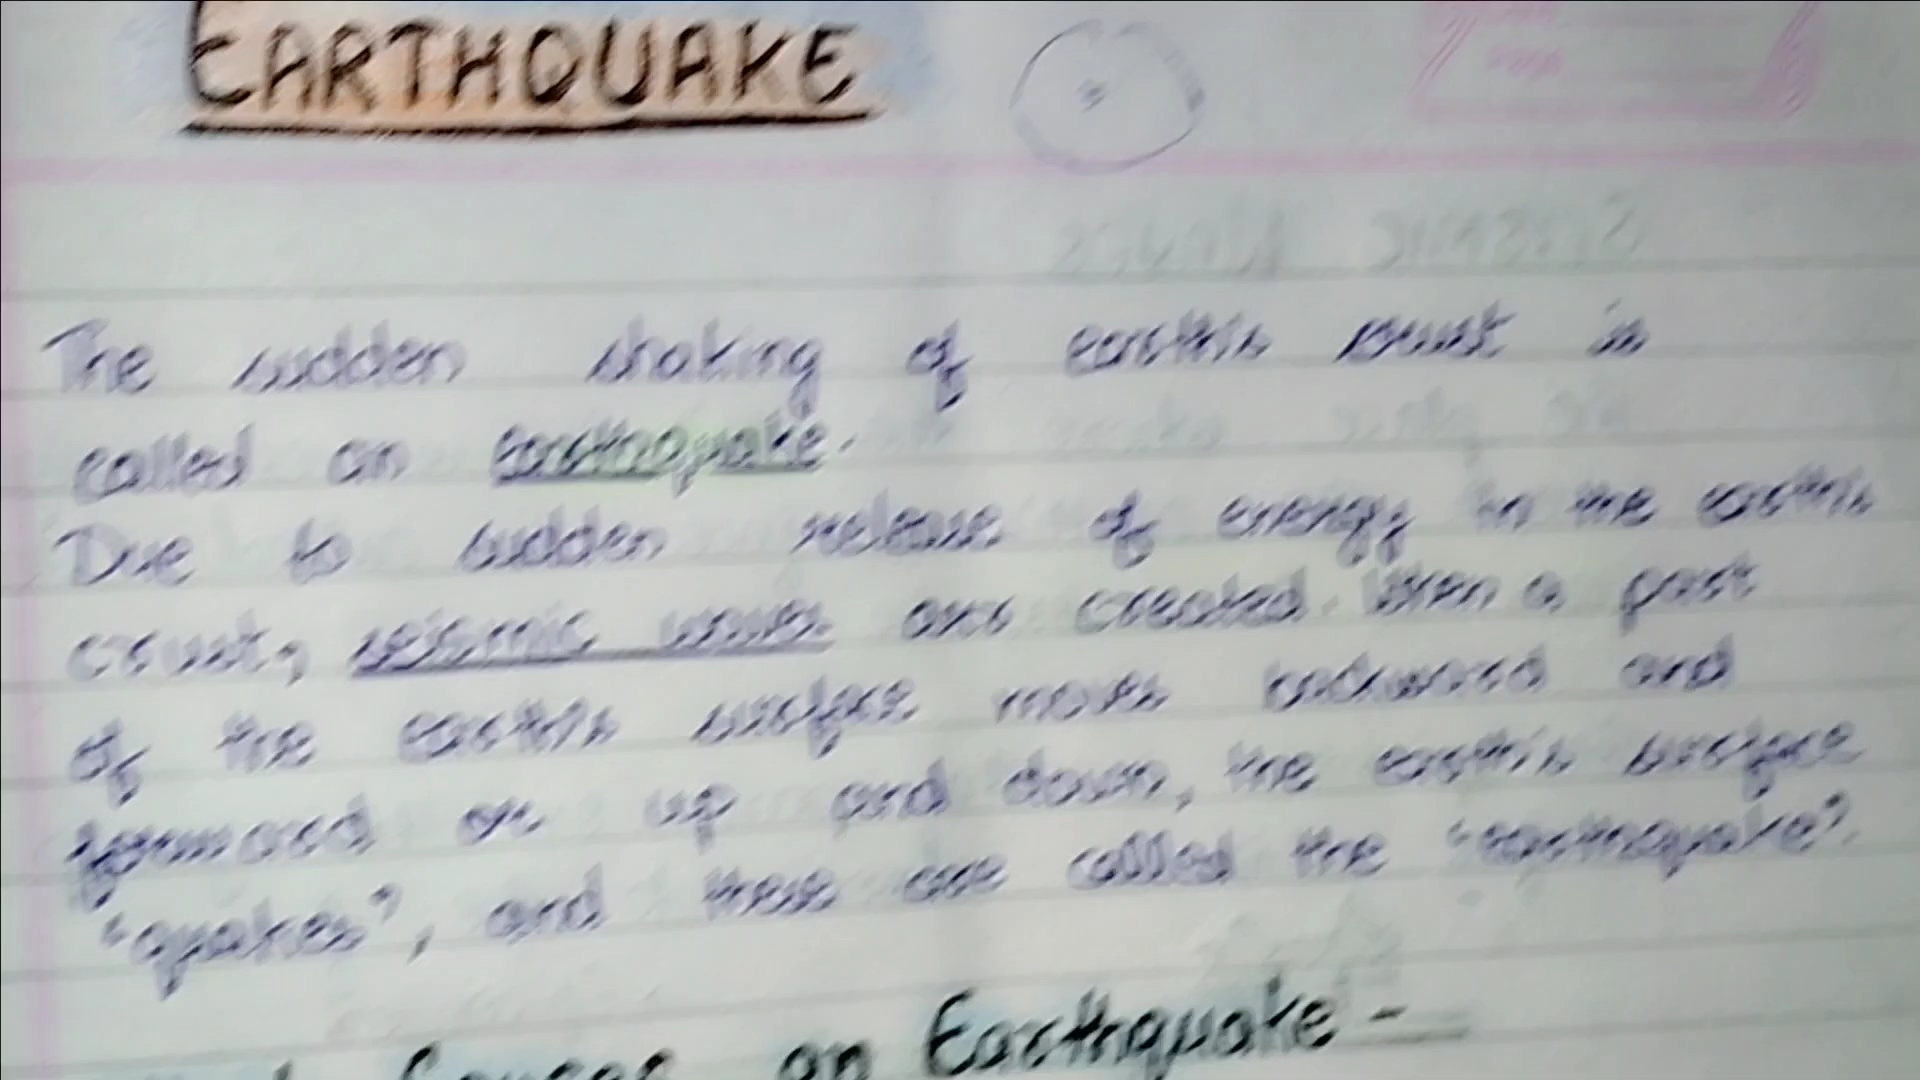 EARTHQUAKE
The sudden shaking of earth's crust is
called an Earthquake.
Due to sudden release of energy in the earth's
crust, seismic waves are created. When a part
of the earth's surface moves backward and
forward or up and down, the earth's surface
"quakes", and these are called the "earthquake".
Causes an Earthquake -